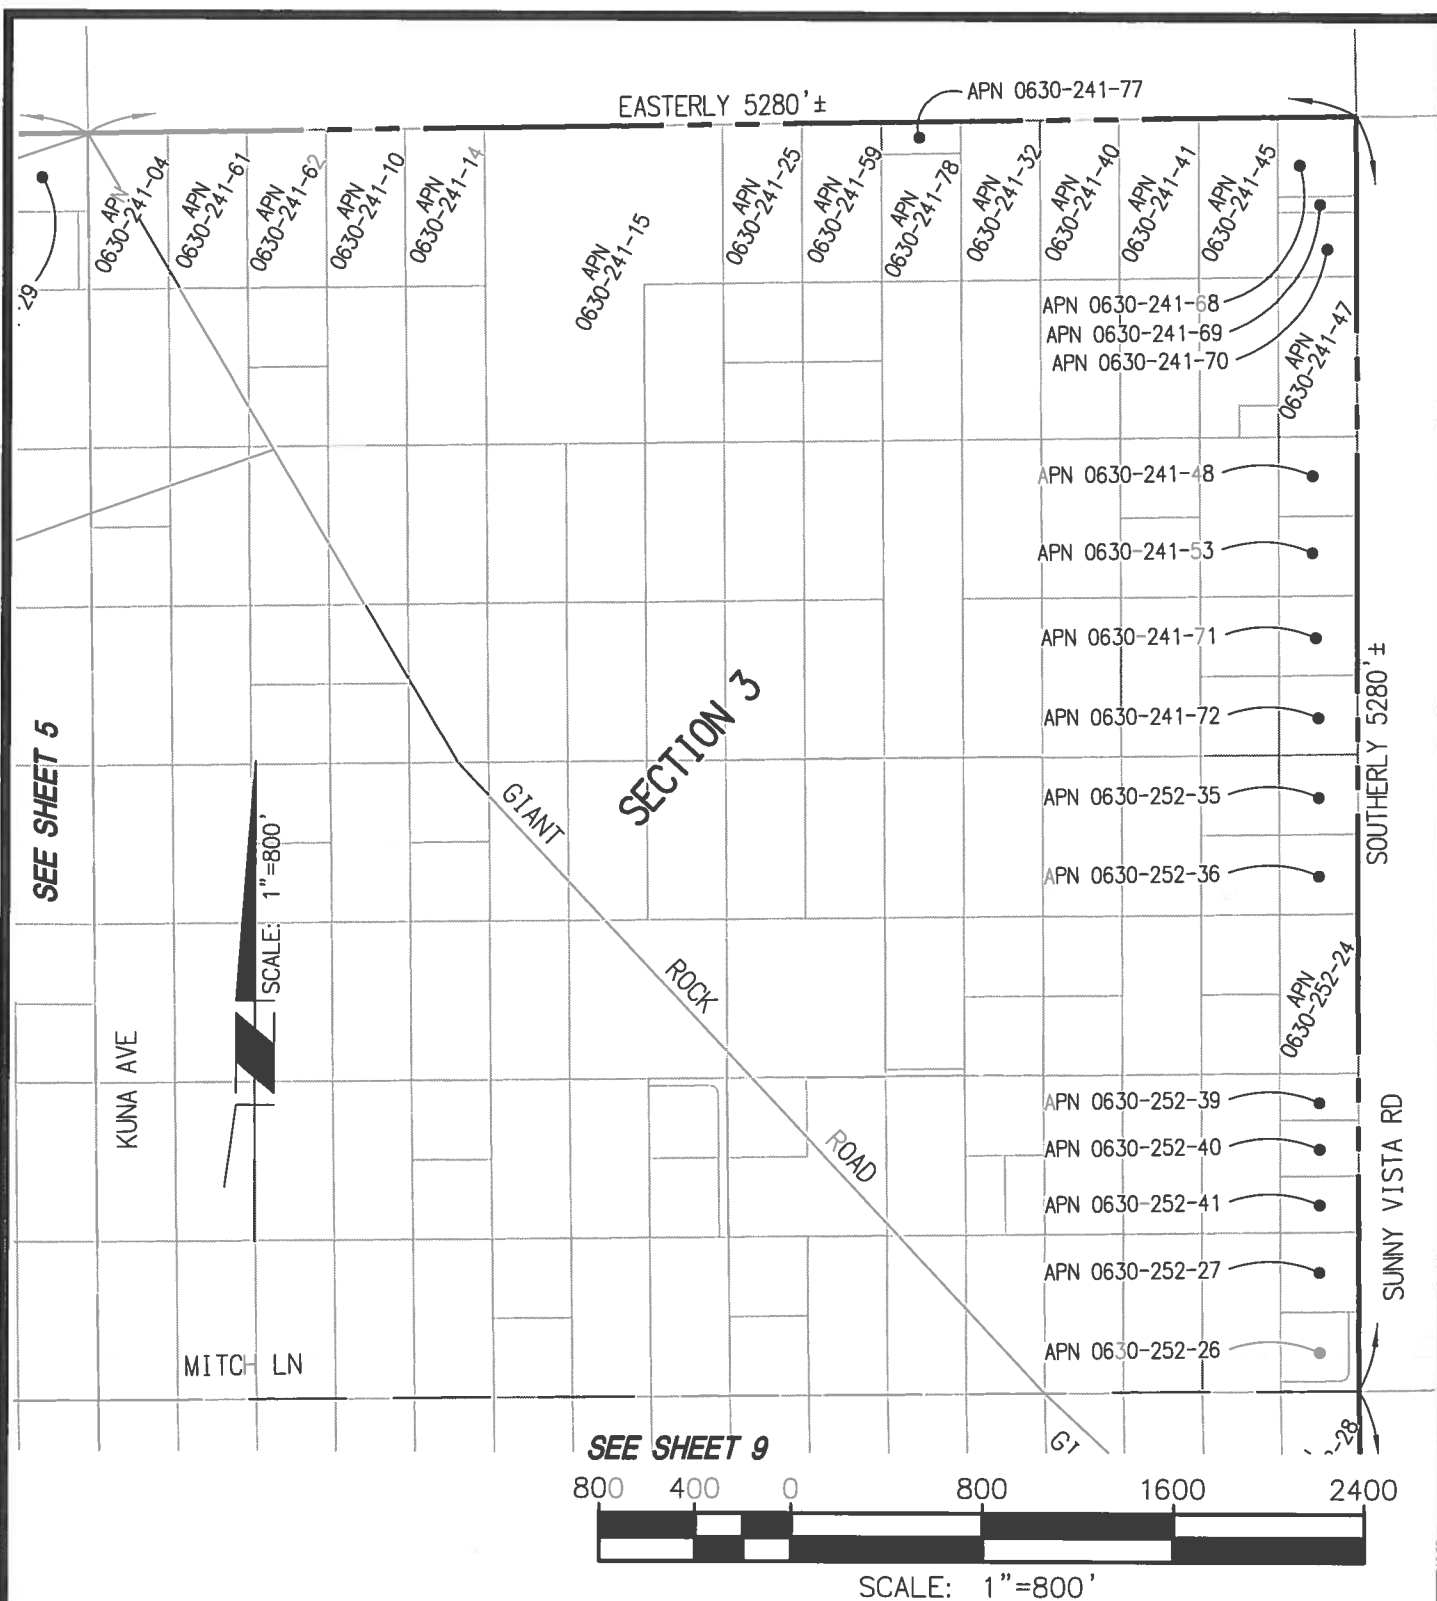 EASTERLY 5280'±
APN 0630-241-77
APN
0630-241-04
APN
0630-241-61
APN
0630-241-62
APN
0630-241-10
APN
0630-241-14
APN
0630-241-15
APN
0630-241-25
APN
0630-241-59
APN
0630-241-78
APN
0630-241-32
APN
0630-241-40
APN
0630-241-41
APN
0630-241-45
-29
APN 0630-241-68
APN 0630-241-69
APN 0630-241-70
APN
0630-241-47
APN 0630-241-48
APN 0630-241-53
APN 0630-241-71
APN 0630-241-72
APN 0630-252-35
APN 0630-252-36
SOUTHERLY 5280'±
SECTION 3
SEE SHEET 5
SCALE: 1"=800'
GIANT
ROCK
ROAD
KUNA AVE
APN
0630-252-24
APN 0630-252-39
APN 0630-252-40
APN 0630-252-41
APN 0630-252-27
APN 0630-252-26
SUNNY VISTA RD
MITCH LN
GI
-28
SEE SHEET 9
800 400 0 800 1600 2400
SCALE: 1"=800'